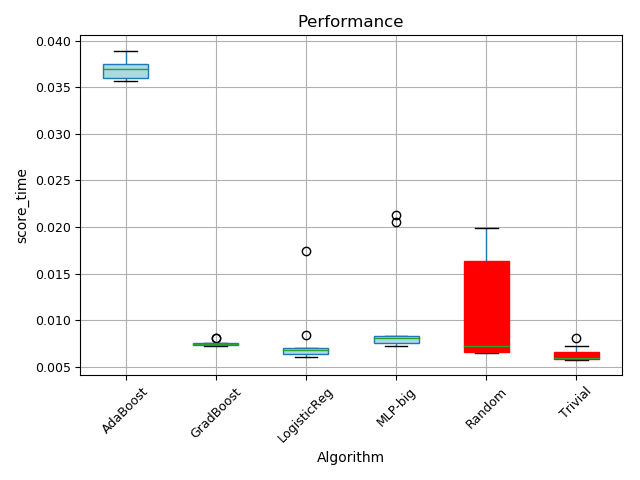 Performance
0.040
0.035
0.030
0.025
0.020
0.015
0.010
0.005
score_time
AdaBoost
GradBoost
LogisticReg
MLP-big
Random
Trivial
Algorithm